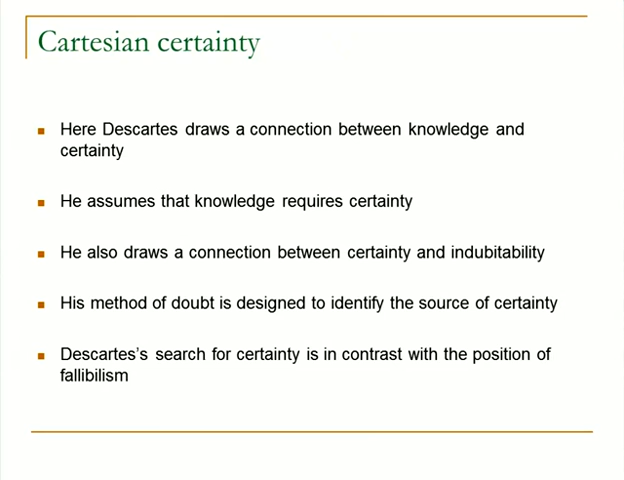 Cartesian certainty
Here Descartes draws a connection between knowledge and
certainty
He assumes that knowledge requires certainty
He also draws a connection between certainty and indubitability
His method of doubt is designed to identify the source of certainty
Descartes's search for certainty is in contrast with the position of
fallibilism